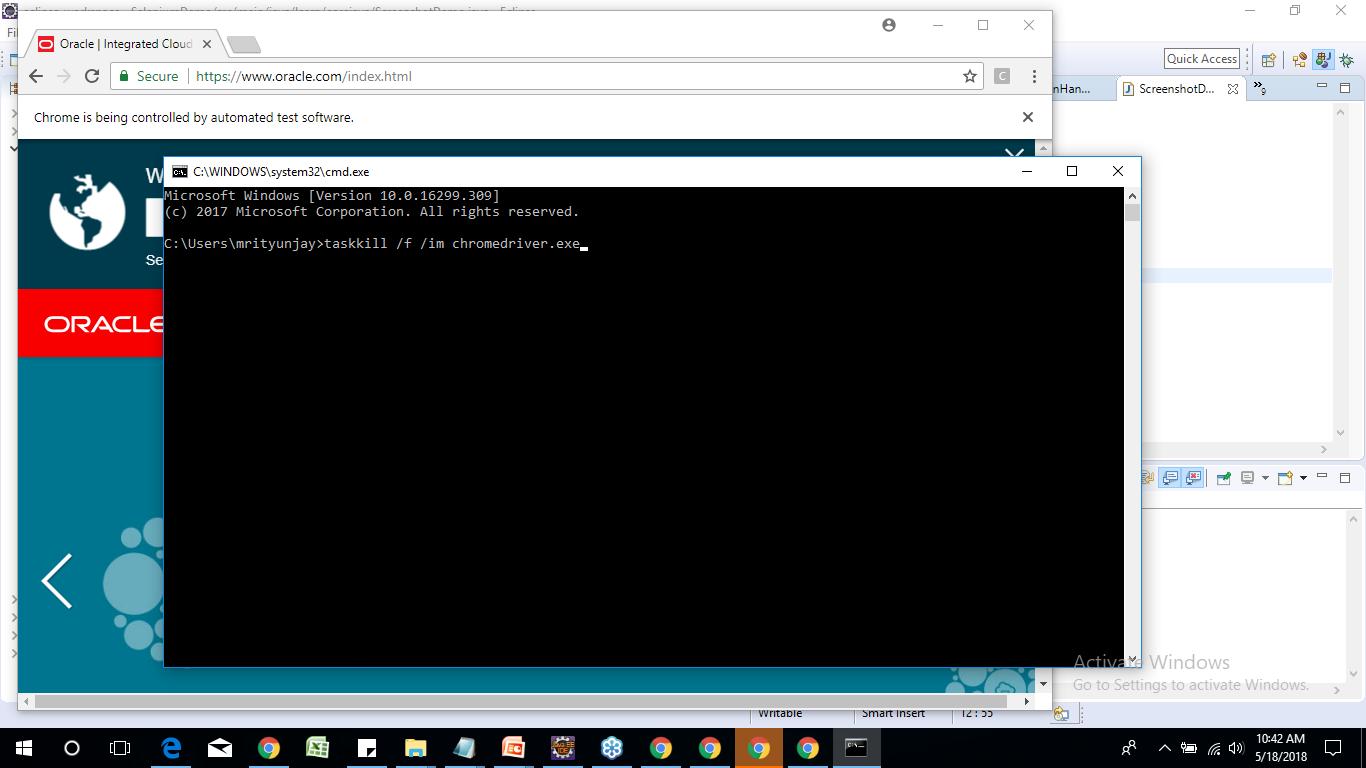 Oracle | Integrated Cloud
Secure
https://www.oracle.com/index.html
Quick Access
nHan...
ScreenshotD...
9
Chrome is being controlled by automated test software.
C:\WINDOWS\system32\cmd.exe
Microsoft Windows [Version 10.0.16299.309]
(c) 2017 Microsoft Corporation. All rights reserved.
C:\Users\mrityunjay>taskkill /f /im chromedriver.exe
W
Se
ORACLE
Activate Windows
Go to Settings to activate Windows.
Writable
Smart Insert
12 : 55
10:42 AM
5/18/2018